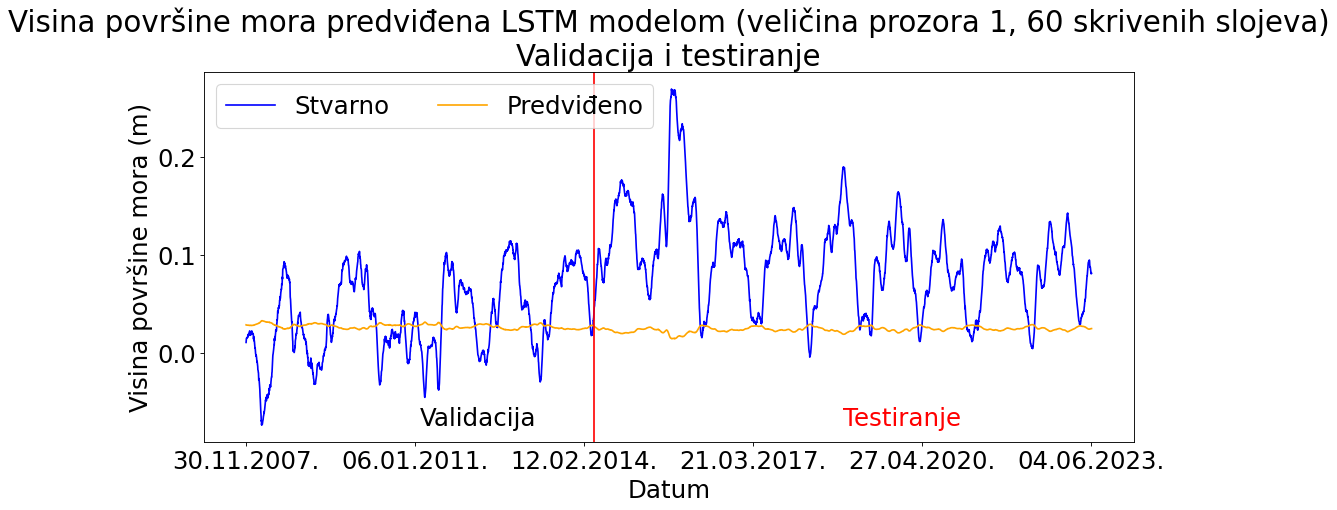 Visina površine mora predviđena LSTM modelom (veličina prozora 1, 60 skrivenih slojeva)
Validacija i testiranje
Stvarno Predviđeno
Visina površine mora (m)
0.2
0.1
0.0
Validacija Testiranje
30.11.2007. 06.01.2011. 12.02.2014. 21.03.2017. 27.04.2020. 04.06.2023.
Datum